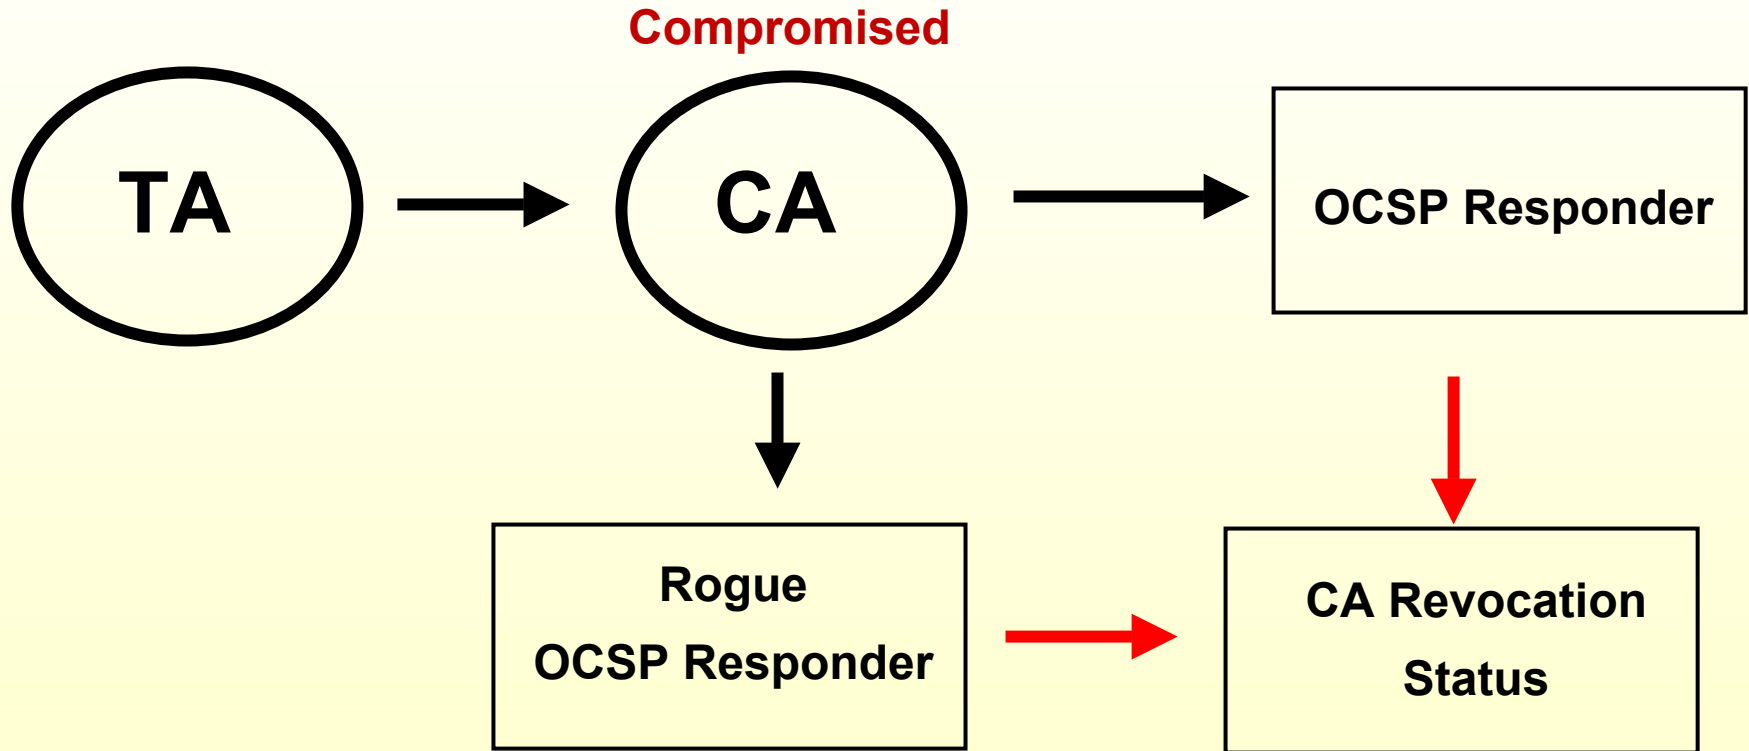 Compromised
TA
CA
OCSP Responder
Rogue
OCSP Responder
CA Revocation
Status